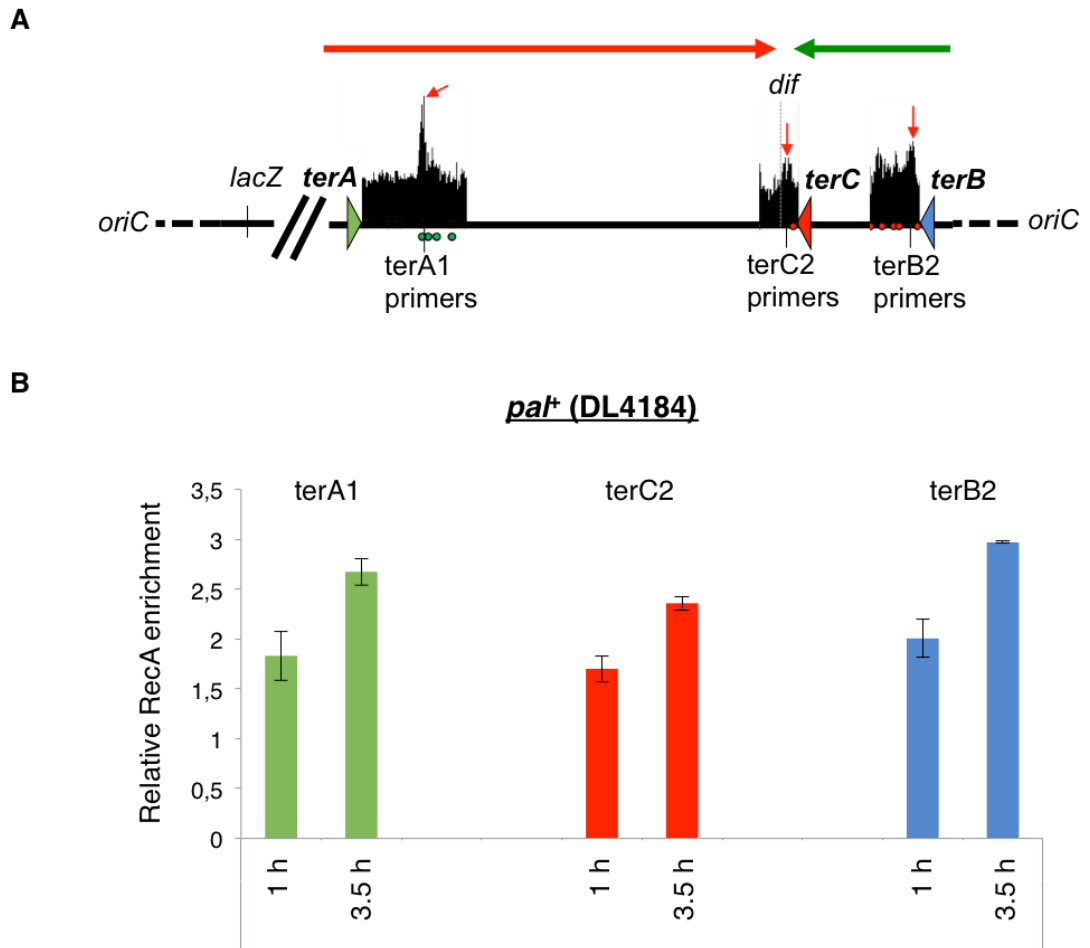 A
dif
lacZ terA terC terB
oriC oriC
terA1 terC2 terB2
primers primers primers
B
pal+ (DL4184)
terA1 terC2 terB2
Relative RecA enrichment
3,5
3
2,5
2
1,5
1
0,5
0
1 h 3.5 h 1 h 3.5 h 1 h 3.5 h